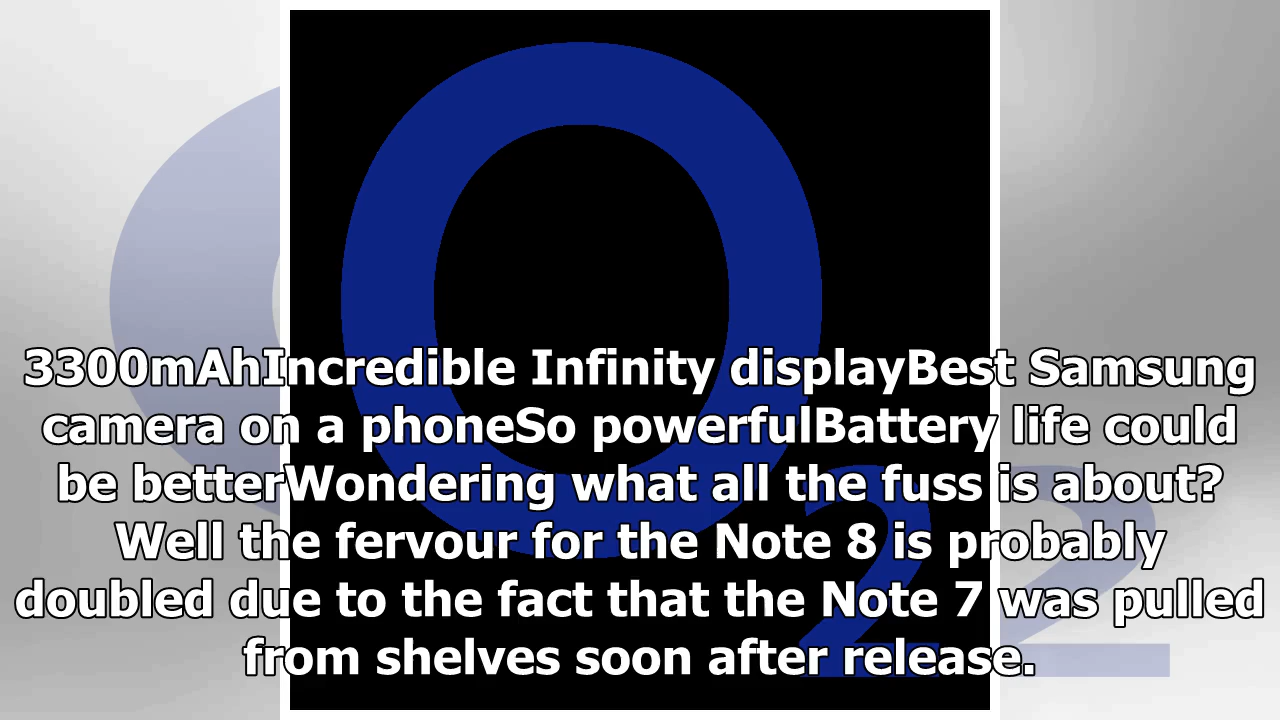 O2
3300mAhIncredible Infinity displayBest Samsung
camera on a phoneSo powerfulBattery life could
be betterWondering what all the fuss is about?
Well the fervour for the Note 8 is probably
doubled due to the fact that the Note 7 was pulled
from shelves soon after release.